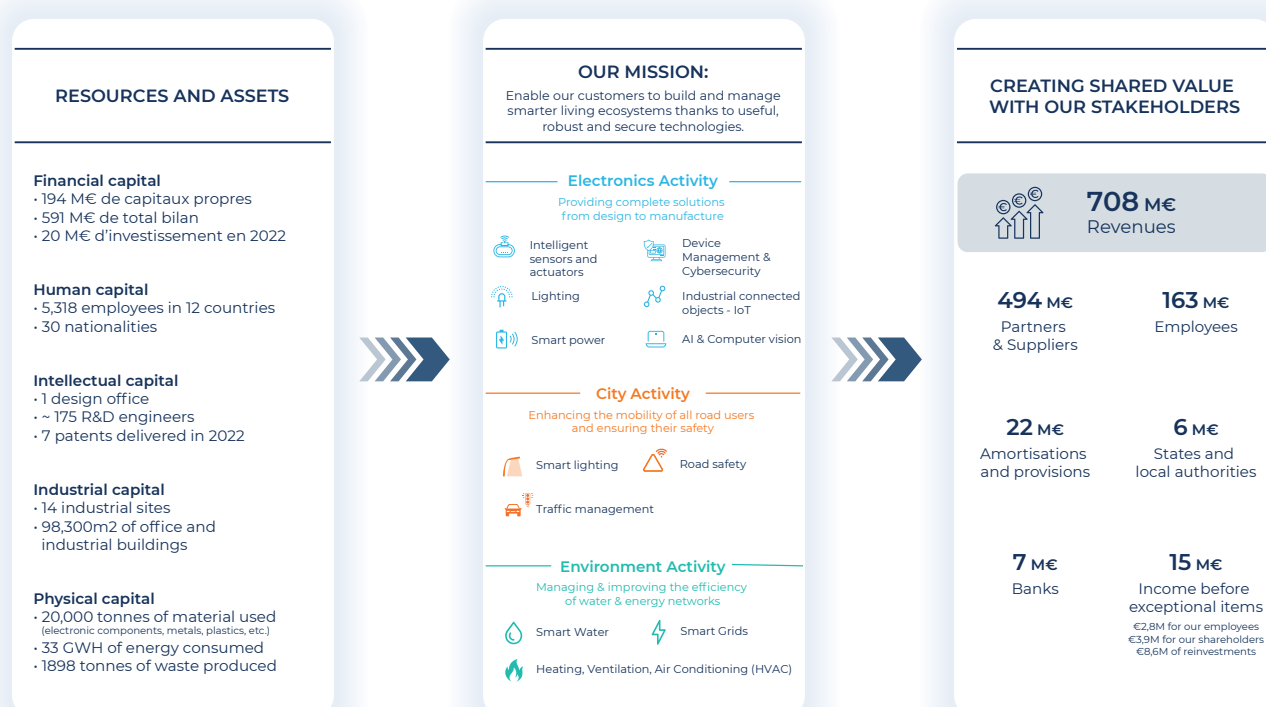 RESOURCES AND ASSETS
Financial capital
• 194 M€ de capitaux propres
• 591 M€ de total bilan
• 20 M€ d’investissement en 2022
Human capital
• 5,318 employees in 12 countries
• 30 nationalities
Intellectual capital
• 1 design office
• ~ 175 R&D engineers
• 7 patents delivered in 2022
Industrial capital
• 14 industrial sites
• 98,300m2 of office and
industrial buildings
Physical capital
• 20,000 tonnes of material used
(electronic components, metals, plastics, etc.)
• 33 GWH of energy consumed
• 1898 tonnes of waste produced
OUR MISSION:
Enable our customers to build and manage
smarter living ecosystems thanks to useful,
robust and secure technologies.
Electronics Activity
Providing complete solutions
from design to manufacture
Intelligent
sensors and
actuators
Device
Management &
Cybersecurity
Lighting
Industrial connected
objects - IoT
Smart power
AI & Computer vision
City Activity
Enhancing the mobility of all road users
and ensuring their safety
Smart lighting
Road safety
Traffic management
Environment Activity
Managing & improving the efficiency
of water & energy networks
Smart Water
Smart Grids
Heating, Ventilation, Air Conditioning (HVAC)
CREATING SHARED VALUE
WITH OUR STAKEHOLDERS
708 M€
Revenues
494 M€
Partners
& Suppliers
163 M€
Employees
22 M€
Amortisations
and provisions
6 M€
States and
local authorities
7 M€
Banks
15 M€
Income before
exceptional items
€2,8M for our employees
€3,9M for our shareholders
€8,6M of reinvestments